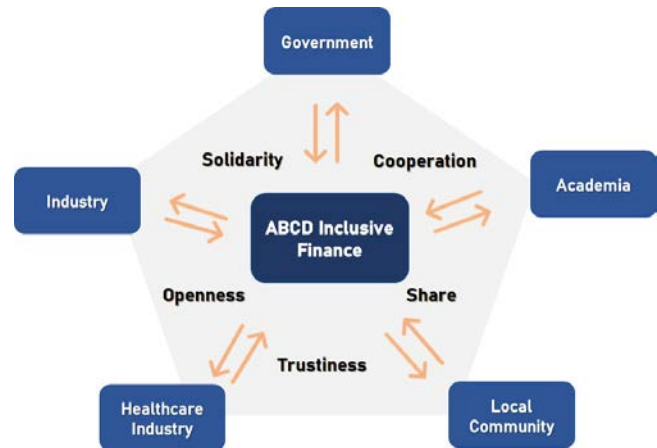 Government
Solidarity
Cooperation
Industry
Academia
ABCD Inclusive
Finance
Openness
Share
Trustiness
Healthcare
Industry
Local
Community